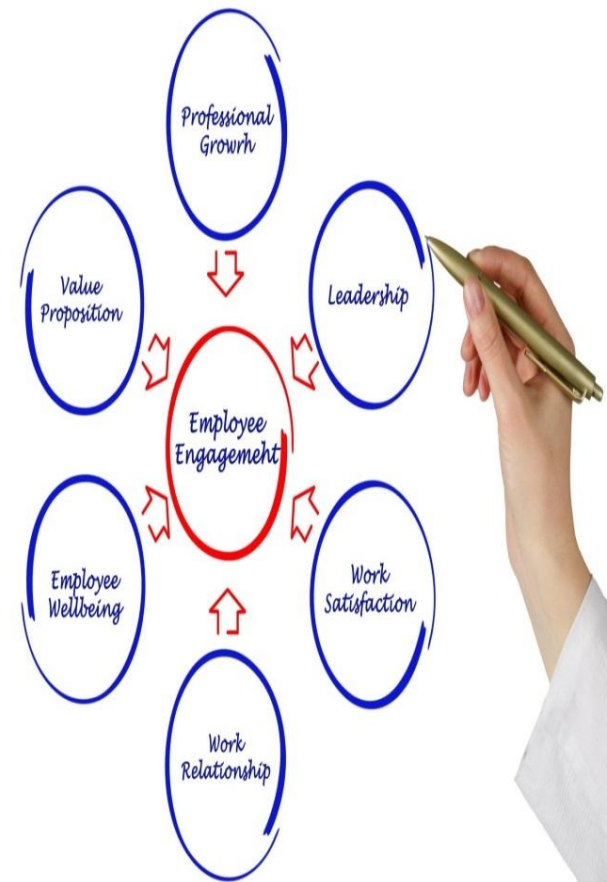 Professional
Growrh
Value
Proposition
Leadership
Employee
Engagemeht
Employee
Wellbeing
Work
Satisfaction
Work
Relationship